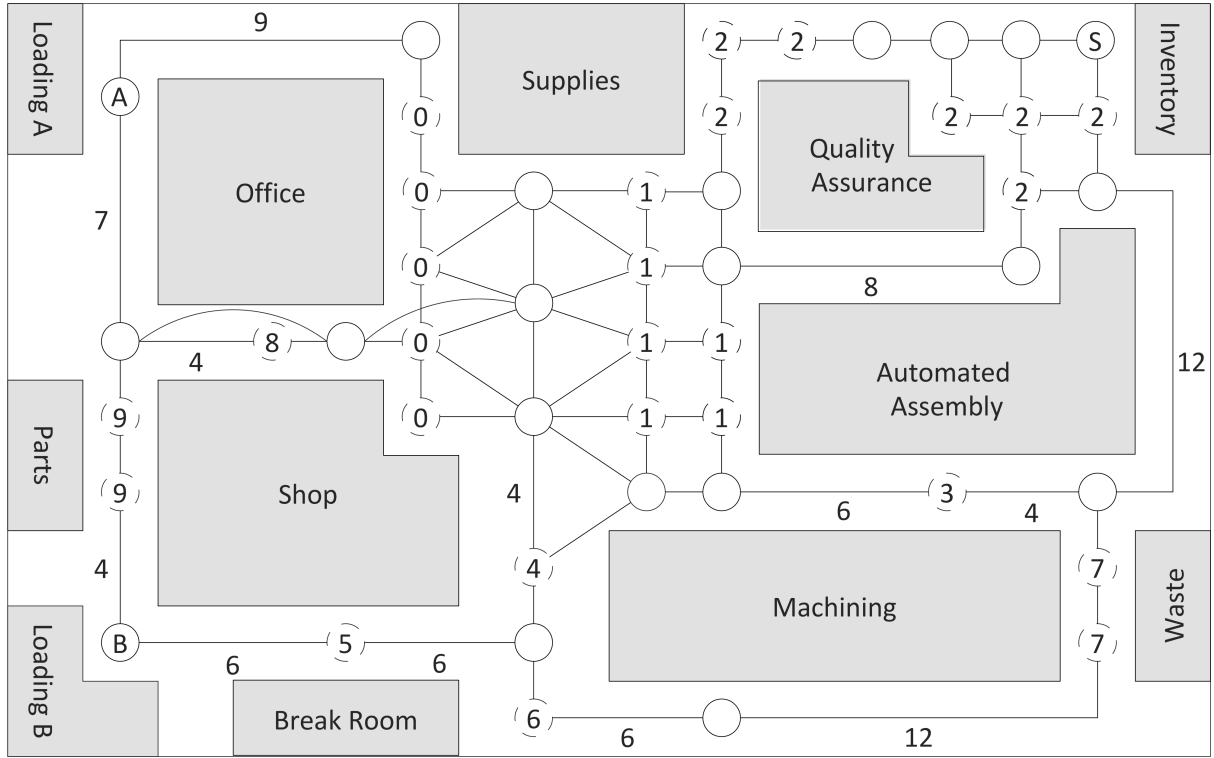 Loading A
9
Supplies
2
2
S
Inventory
A
0
2
2
2
2
Office
Quality
Assurance
0
1
2
7
0
1
8
4
8
0
1
1
12
Automated
Assembly
Parts
9
0
1
1
9
Shop
4
3
6
4
4
4
7
Waste
Machining
Loading B
B
5
7
6
6
Break Room
6
6
12